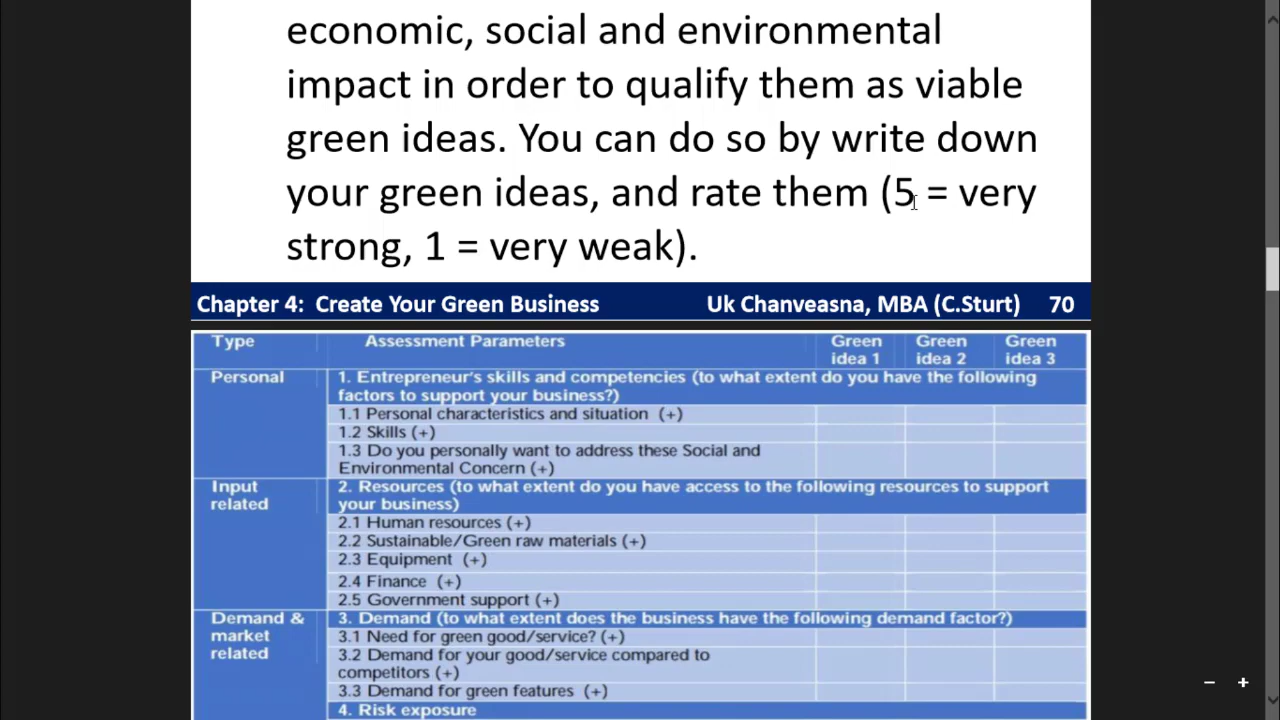 economic, social and environmental
impact in order to qualify them as viable
green ideas. You can do so by write down
your green ideas, and rate them (5 = very
strong, 1 = very weak).
Chapter 4: Create Your Green Business Uk Chanveasna, MBA (C.Sturt) 70
Type Assessment Parameters Green idea 1 Green idea 2 Green idea 3
Personal 1. Entrepreneur's skills and competencies (to what extent do you have the following
factors to support your business?)
1.1 Personal characteristics and situation (+)
1.2 Skills (+)
1.3 Do you personally want to address these Social and
Environmental Concern (+)
Input related 2. Resources (to what extent do you have access to the following resources to support
your business)
2.1 Human resources (+)
2.2 Sustainable/Green raw materials (+)
2.3 Equipment (+)
2.4 Finance (+)
2.5 Government support (+)
Demand & market related 3. Demand (to what extent does the business have the following demand factor?)
3.1 Need for green good/service? (+)
3.2 Demand for your good/service compared to
competitors (+)
3.3 Demand for green features (+)
4. Risk exposure